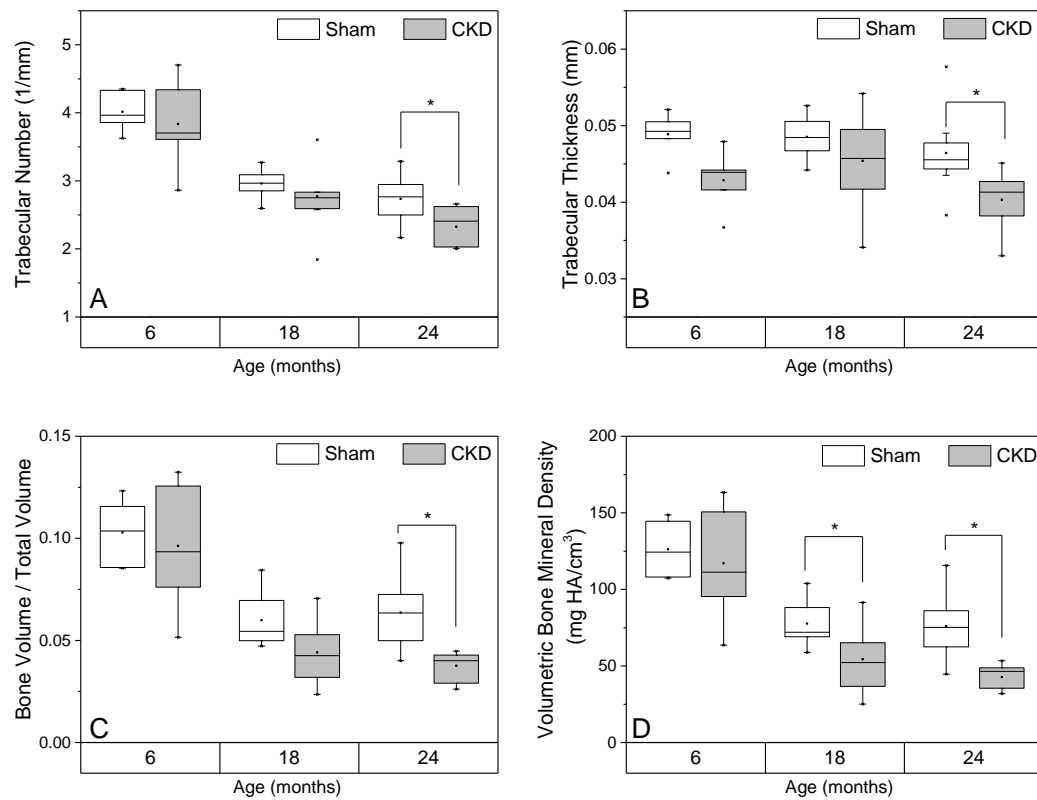 Sham CKD
Trabecular Number (1/mm)
5
4
3
2
1
*
A
6 18 24
Age (months)
Sham CKD
Trabecular Thickness (mm)
0.06
0.05
0.04
0.03
*
B
6 18 24
Age (months)
Sham CKD
Bone Volume / Total Volume
0.15
0.10
0.05
0.00
*
C
6 18 24
Age (months)
Sham CKD
Volumetric Bone Mineral Density
(mg HA/cm³)
200
150
100
50
0
* *
D
6 18 24
Age (months)